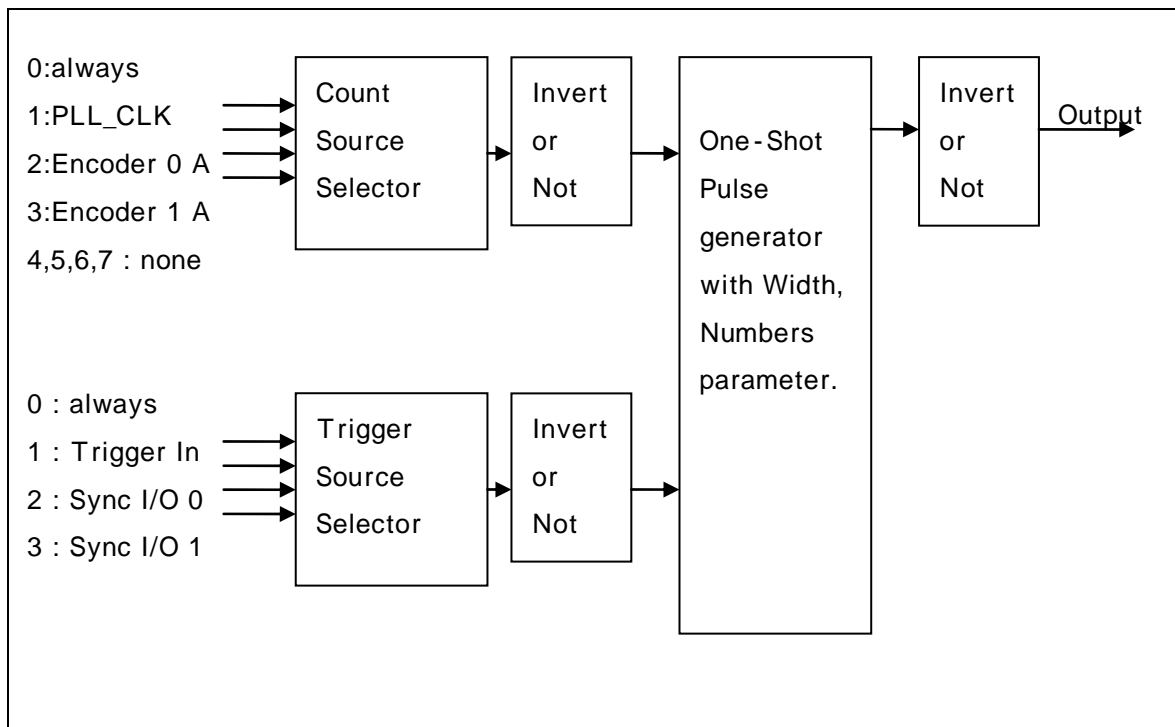 0:always
1:PLL_CLK
2:Encoder 0 A
3:Encoder 1 A
4,5,6,7 : none
Count
Source
Selector
Invert
or
Not
One-Shot
Pulse
generator
with Width,
Numbers
parameter.
Invert
or
Not
Output
0 : always
1 : Trigger In
2 : Sync I/O 0
3 : Sync I/O 1
Trigger
Source
Selector
Invert
or
Not